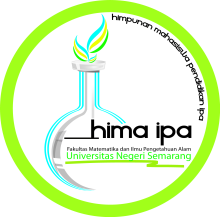 himpunan mahasiswa pendidikan ipa
hima ipa
Fakultas Matematika dan Ilmu Pengetahuan Alam
Universitas Negeri Semarang